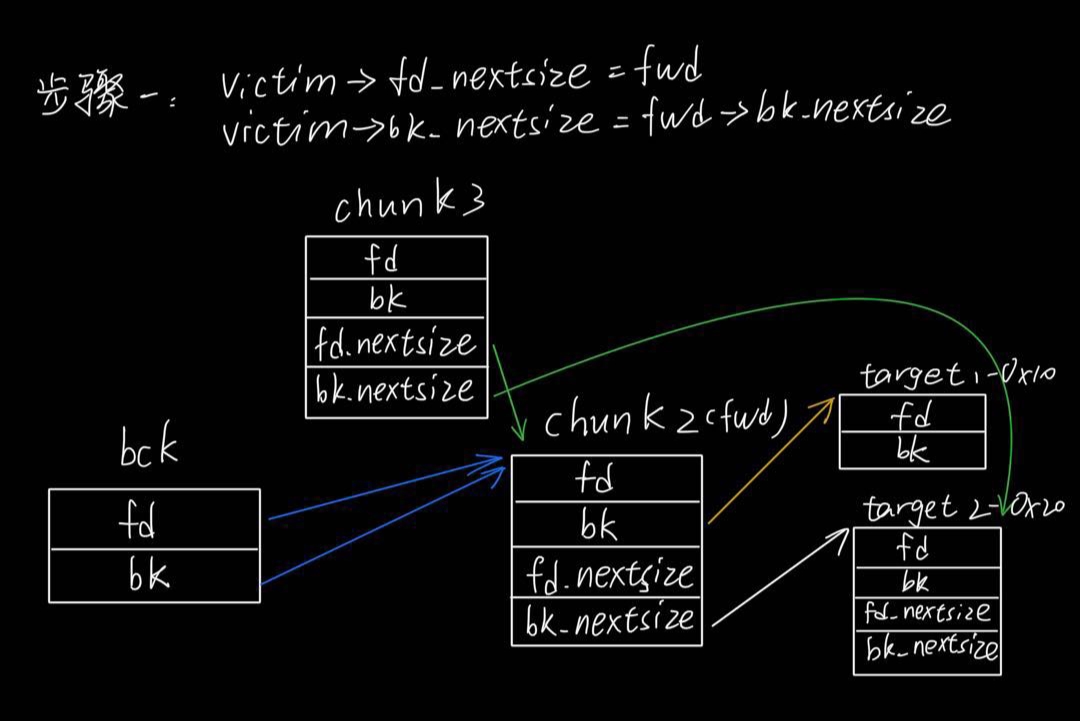 步骤一: victim→fd_nextsize = fwd
victim→bk_nextsize = fwd→bk_nextsize
chunk3
fd
bk
fd.nextsize
bk.nextsize
bck
fd
bk
chunk2(fwd)
fd
bk
fd.nextsize
bk_nextsize
target1-0x10
fd
bk
target2-0x20
fd
bk
fd_nextsize
bk_nextsize